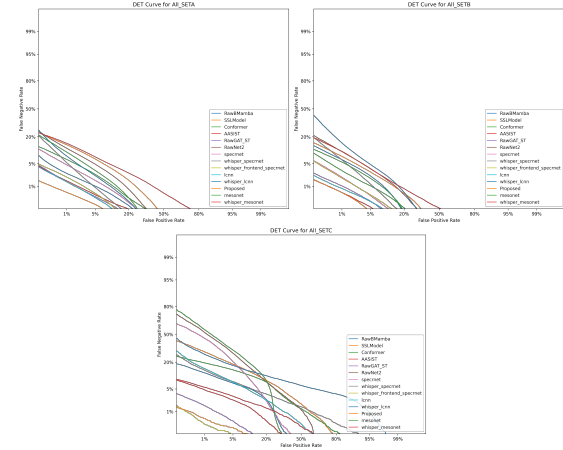 DET Curve for All_SETA
False Negative Rate
99%
95%
80%
50%
20%
5%
1%
RawBMamba
SSLModel
Conformer
AASIST
RawGAT_ST
RawNet2
specrnet
whisper_specrnet
whisper_frontend_specrnet
lcnn
whisper_lcnn
Proposed
mesonet
whisper_mesonet
1% 5% 20% 50% 80% 95% 99%
False Positive Rate
DET Curve for All_SETB
False Negative Rate
99%
95%
80%
50%
20%
5%
1%
RawBMamba
SSLModel
Conformer
AASIST
RawGAT_ST
RawNet2
specrnet
whisper_specrnet
whisper_frontend_specrnet
lcnn
whisper_lcnn
Proposed
mesonet
whisper_mesonet
1% 5% 20% 50% 80% 95% 99%
False Positive Rate
DET Curve for All_SETC
False Negative Rate
99%
95%
80%
50%
20%
5%
1%
RawBMamba
SSLModel
Conformer
AASIST
RawGAT_ST
RawNet2
specrnet
whisper_specrnet
whisper_frontend_specrnet
lcnn
whisper_lcnn
Proposed
mesonet
whisper_mesonet
1% 5% 20% 50% 80% 95% 99%
False Positive Rate